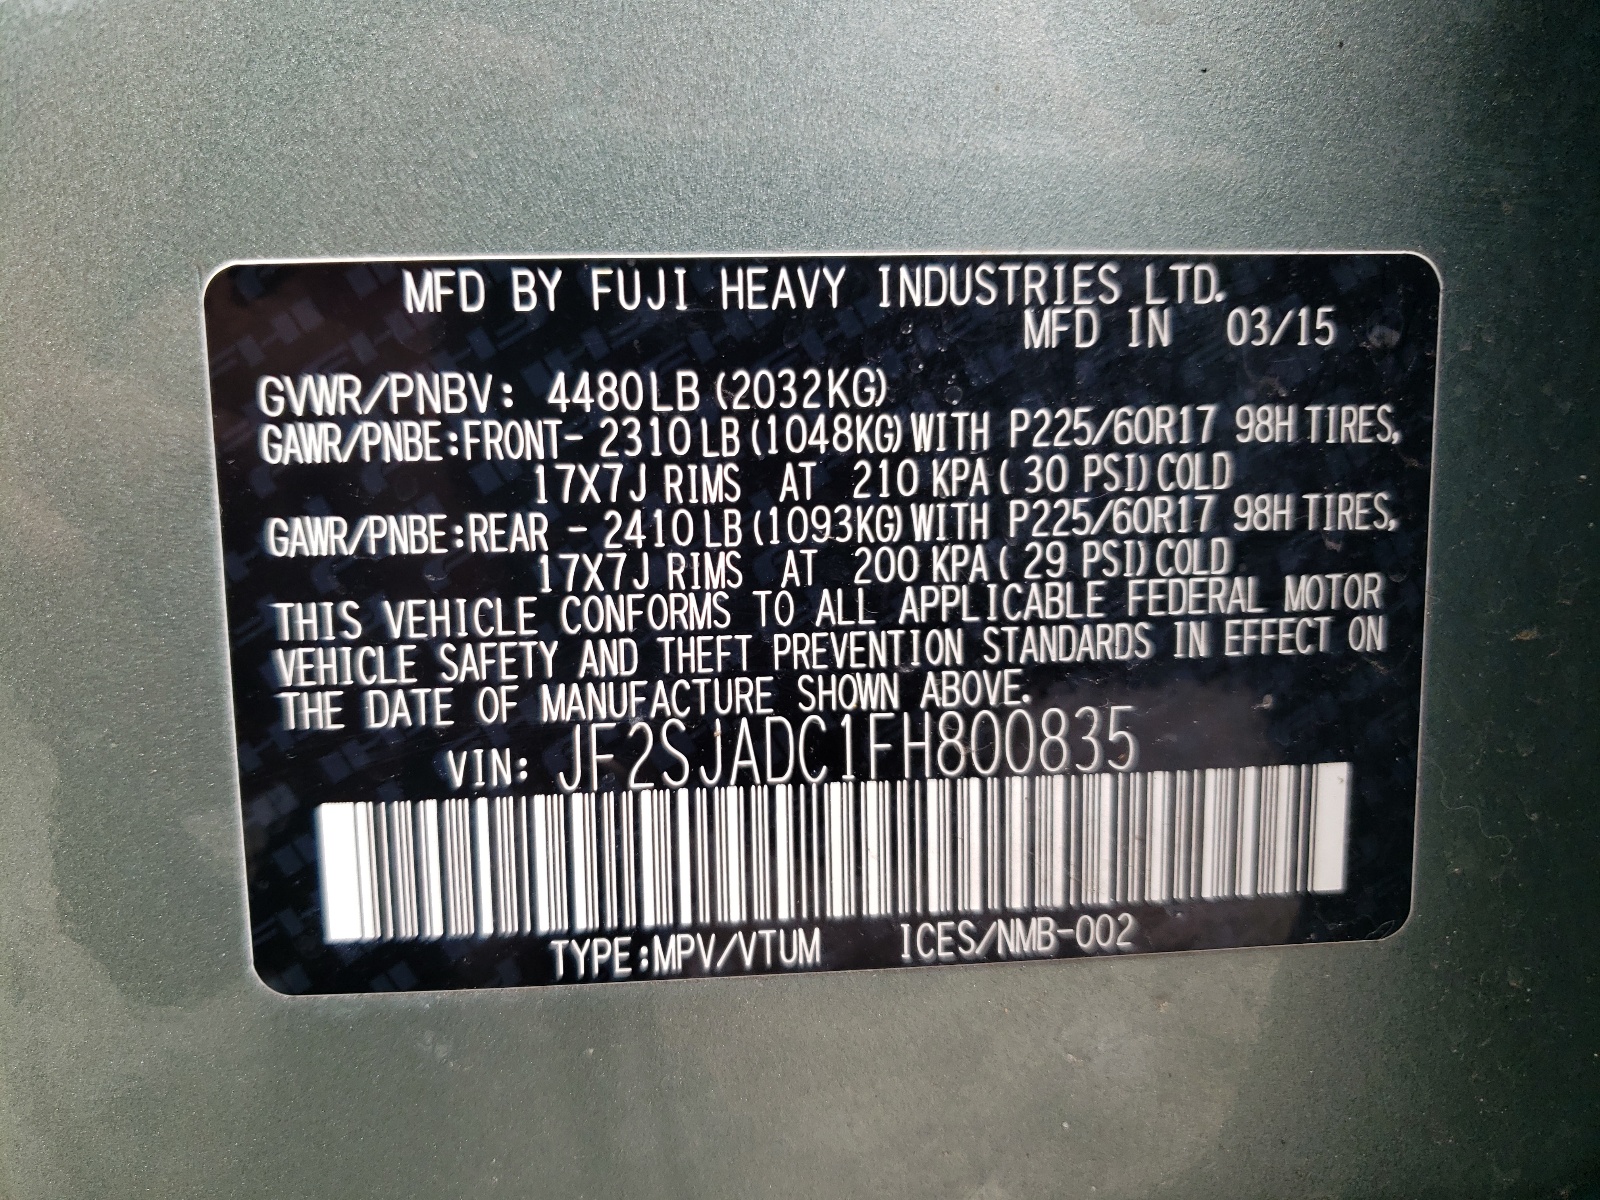 MFD BY FUJI HEAVY INDUSTRIES LTD.
MFD IN 03/15
GVWR/PNBV: 4480LB (2032KG)
GAWR/PNBE:FRONT- 2310LB (1048KG) WITH P225/60R17 98H TIRES,
17X7J RIMS AT 210 KPA ( 30 PSI) COLD
GAWR/PNBE:REAR - 2410LB (1093KG) WITH P225/60R17 98H TIRES,
17X7J RIMS AT 200 KPA ( 29 PSI) COLD
THIS VEHICLE CONFORMS TO ALL APPLICABLE FEDERAL MOTOR
VEHICLE SAFETY AND THEFT PREVENTION STANDARDS IN EFFECT ON
THE DATE OF MANUFACTURE SHOWN ABOVE.
VIN: JF2SJADC1FH800835
TYPE:MPV/VTUM ICES/NMB-002